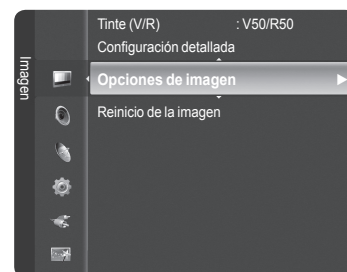 Imagen
Tinte (V/R) : V50/R50
Configuración detallada
Opciones de imagen
Reinicio de la imagen